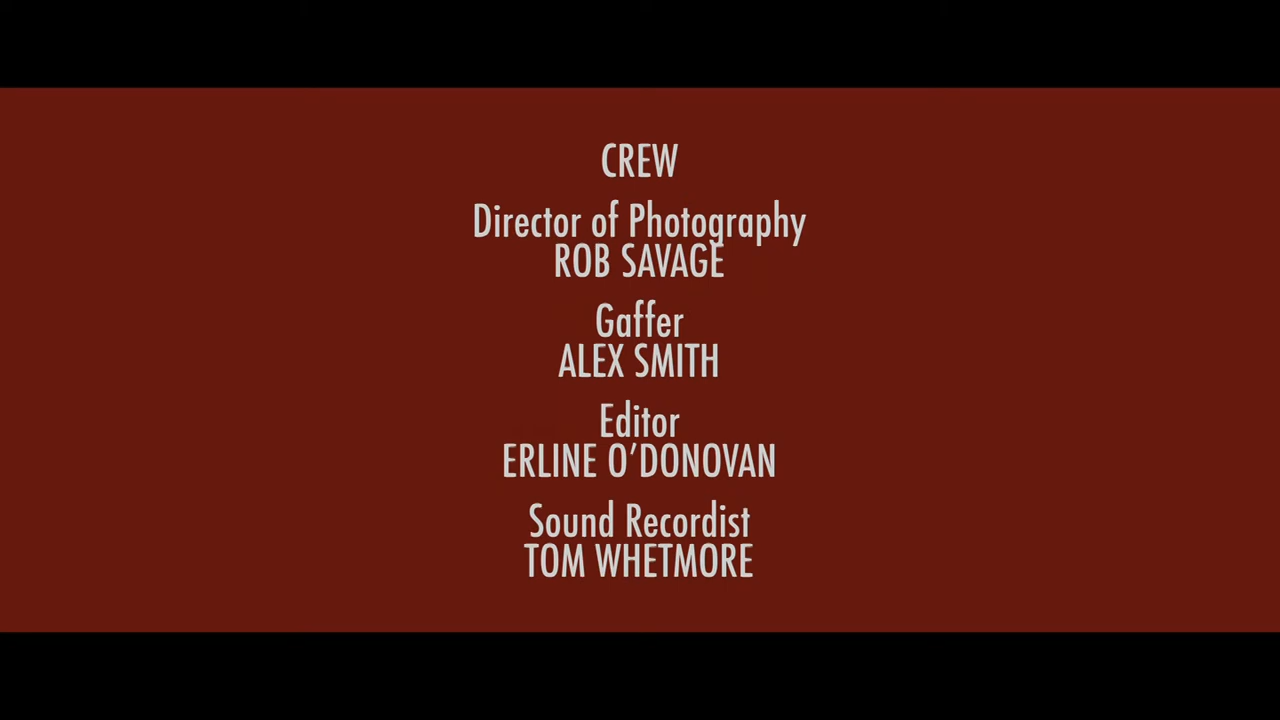 CREW
Director of Photography
ROB SAVAGE
Gaffer
ALEX SMITH
Editor
ERLINE O'DONOVAN
Sound Recordist
TOM WHETMORE